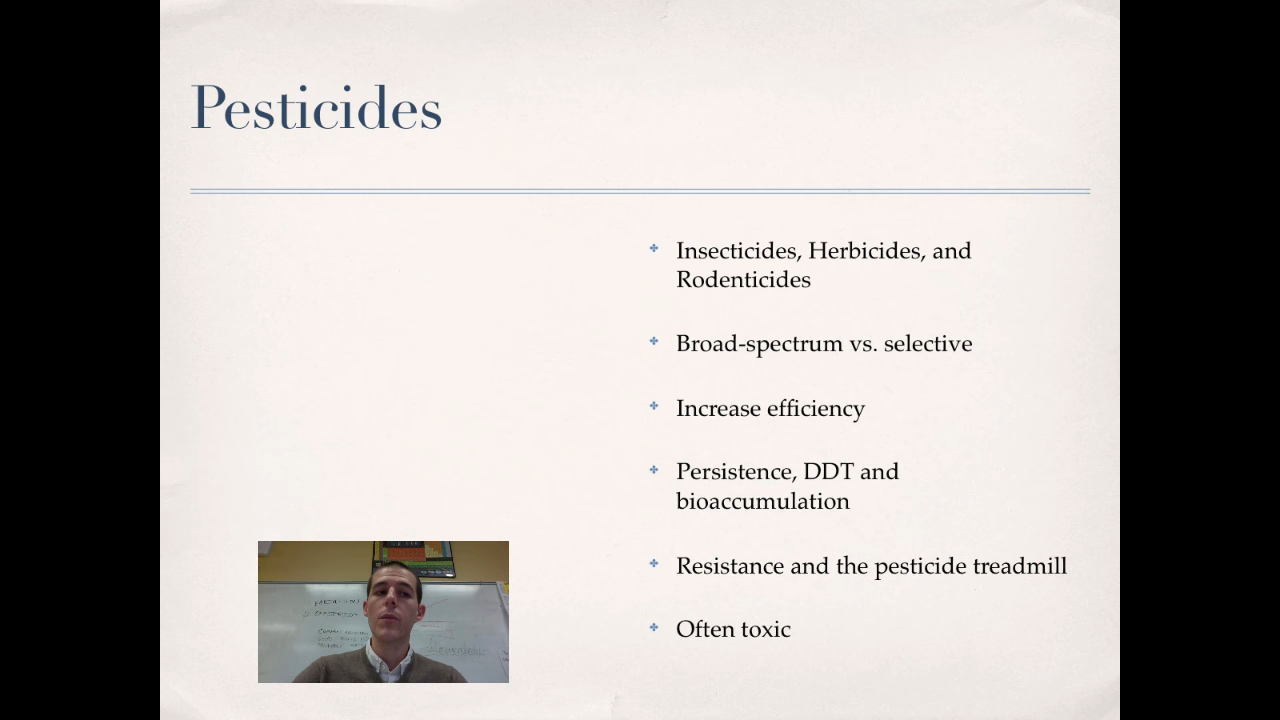 Pesticides
Insecticides, Herbicides, and
Rodenticides
Broad-spectrum vs. selective
Increase efficiency
Persistence, DDT and
bioaccumulation
Resistance and the pesticide treadmill
Often toxic